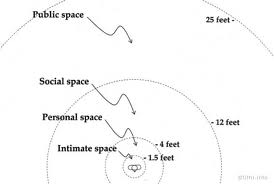 Public space
25 feet -
Social space
- 12 feet
Personal space
- 4 feet
Intimate space
- 1.5 feet